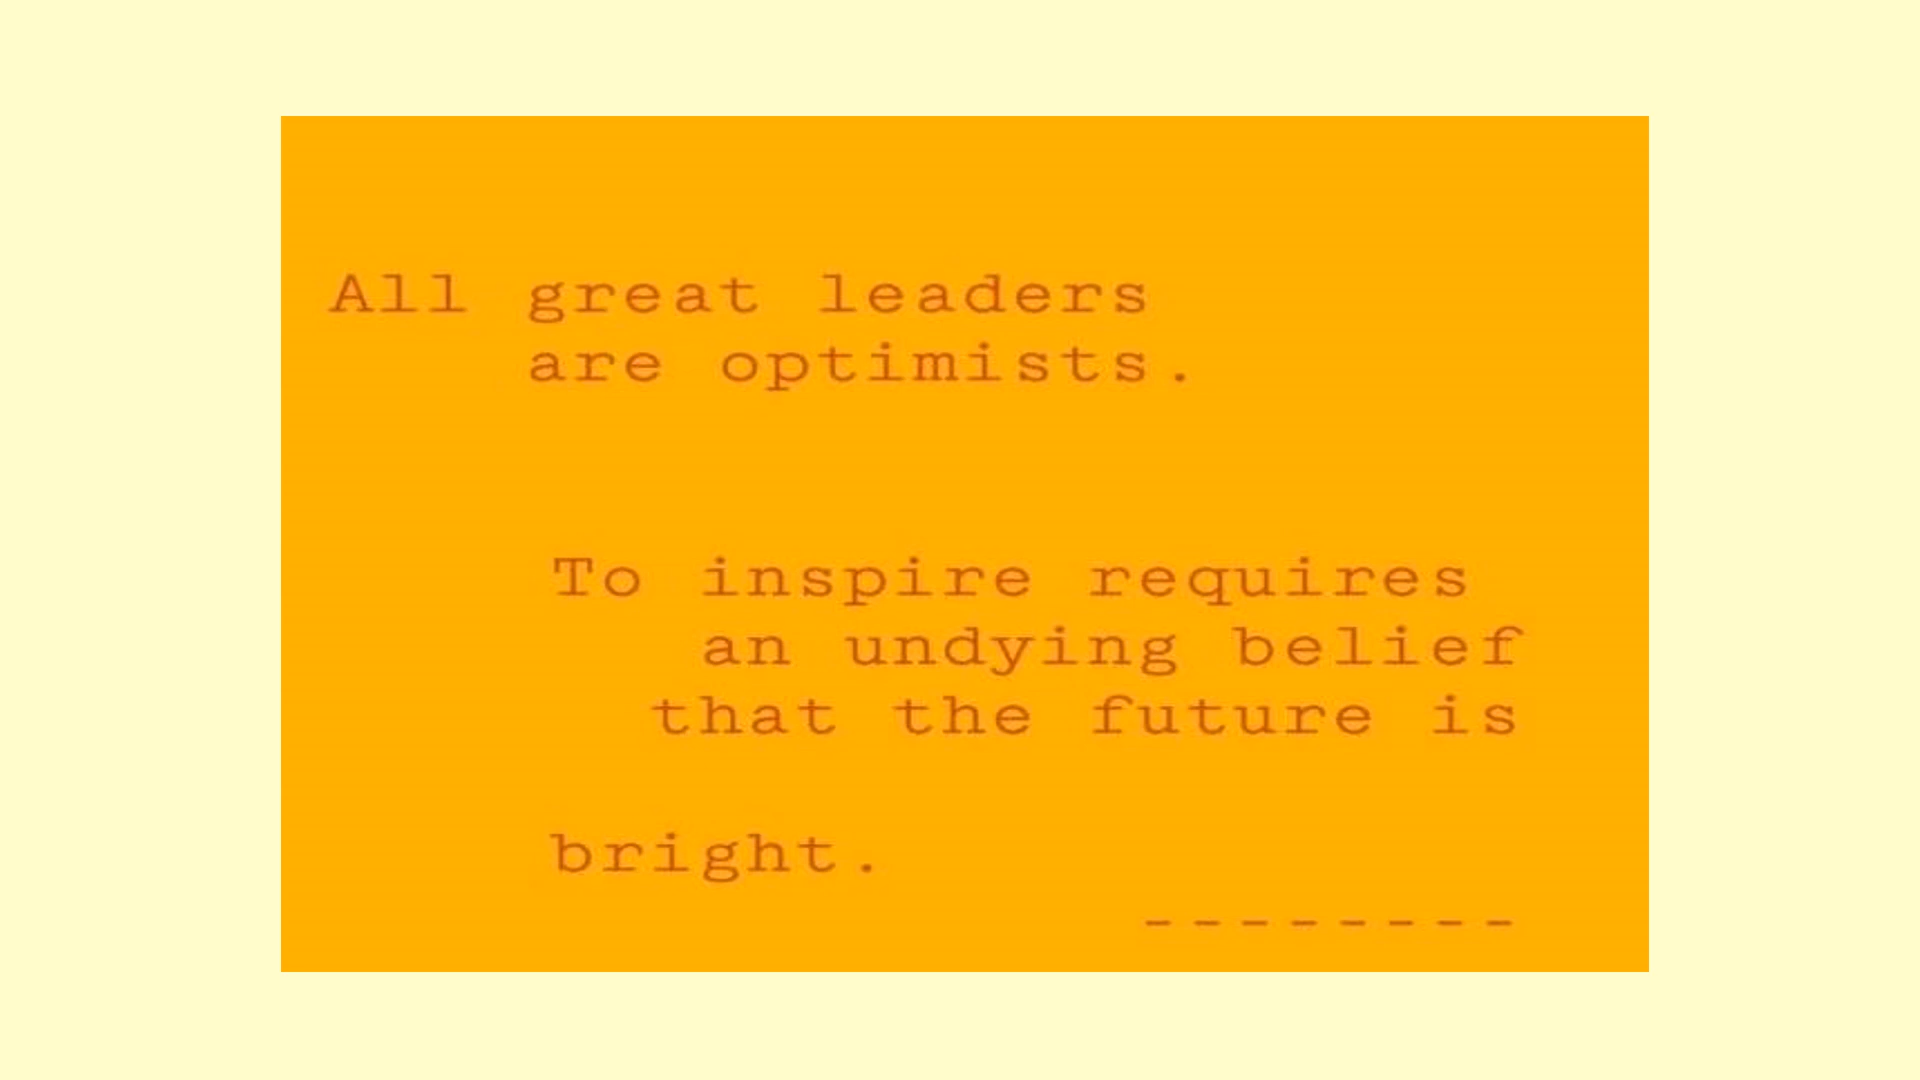 All great leaders
are optimists.
To inspire requires
an undying belief
that the future is
bright.
--------